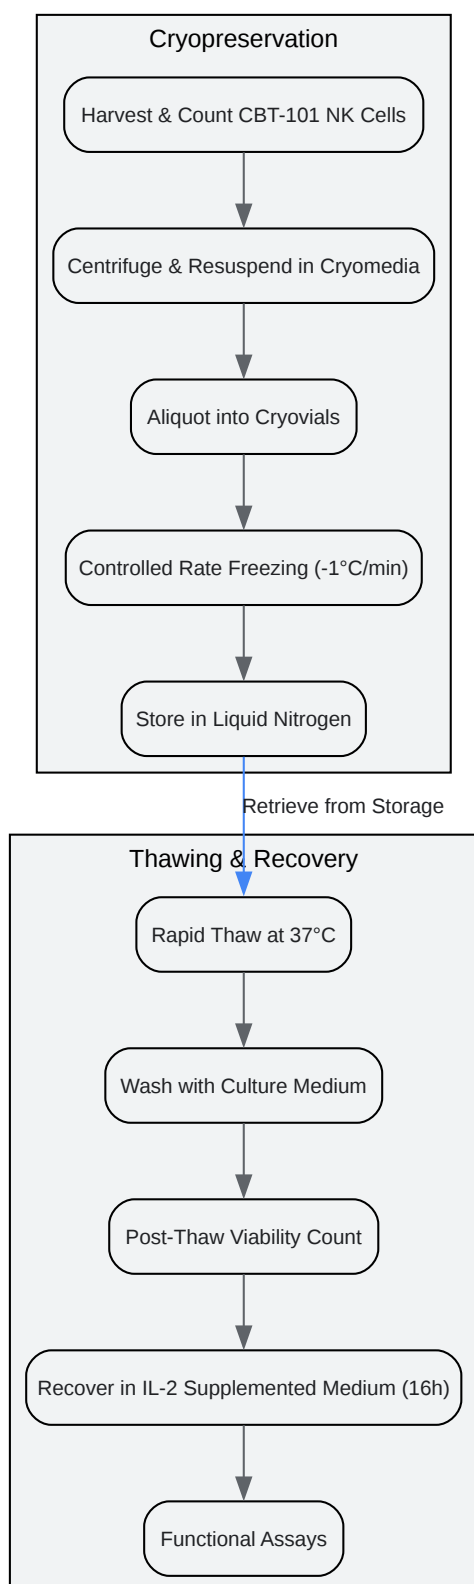 Cryopreservation
Harvest & Count CBT-101 NK Cells
Centrifuge & Resuspend in Cryomedia
Aliquot into Cryovials
Controlled Rate Freezing (-1°C/min)
Store in Liquid Nitrogen
Retrieve from Storage
Thawing & Recovery
Rapid Thaw at 37°C
Wash with Culture Medium
Post-Thaw Viability Count
Recover in IL-2 Supplemented Medium (16h)
Functional Assays